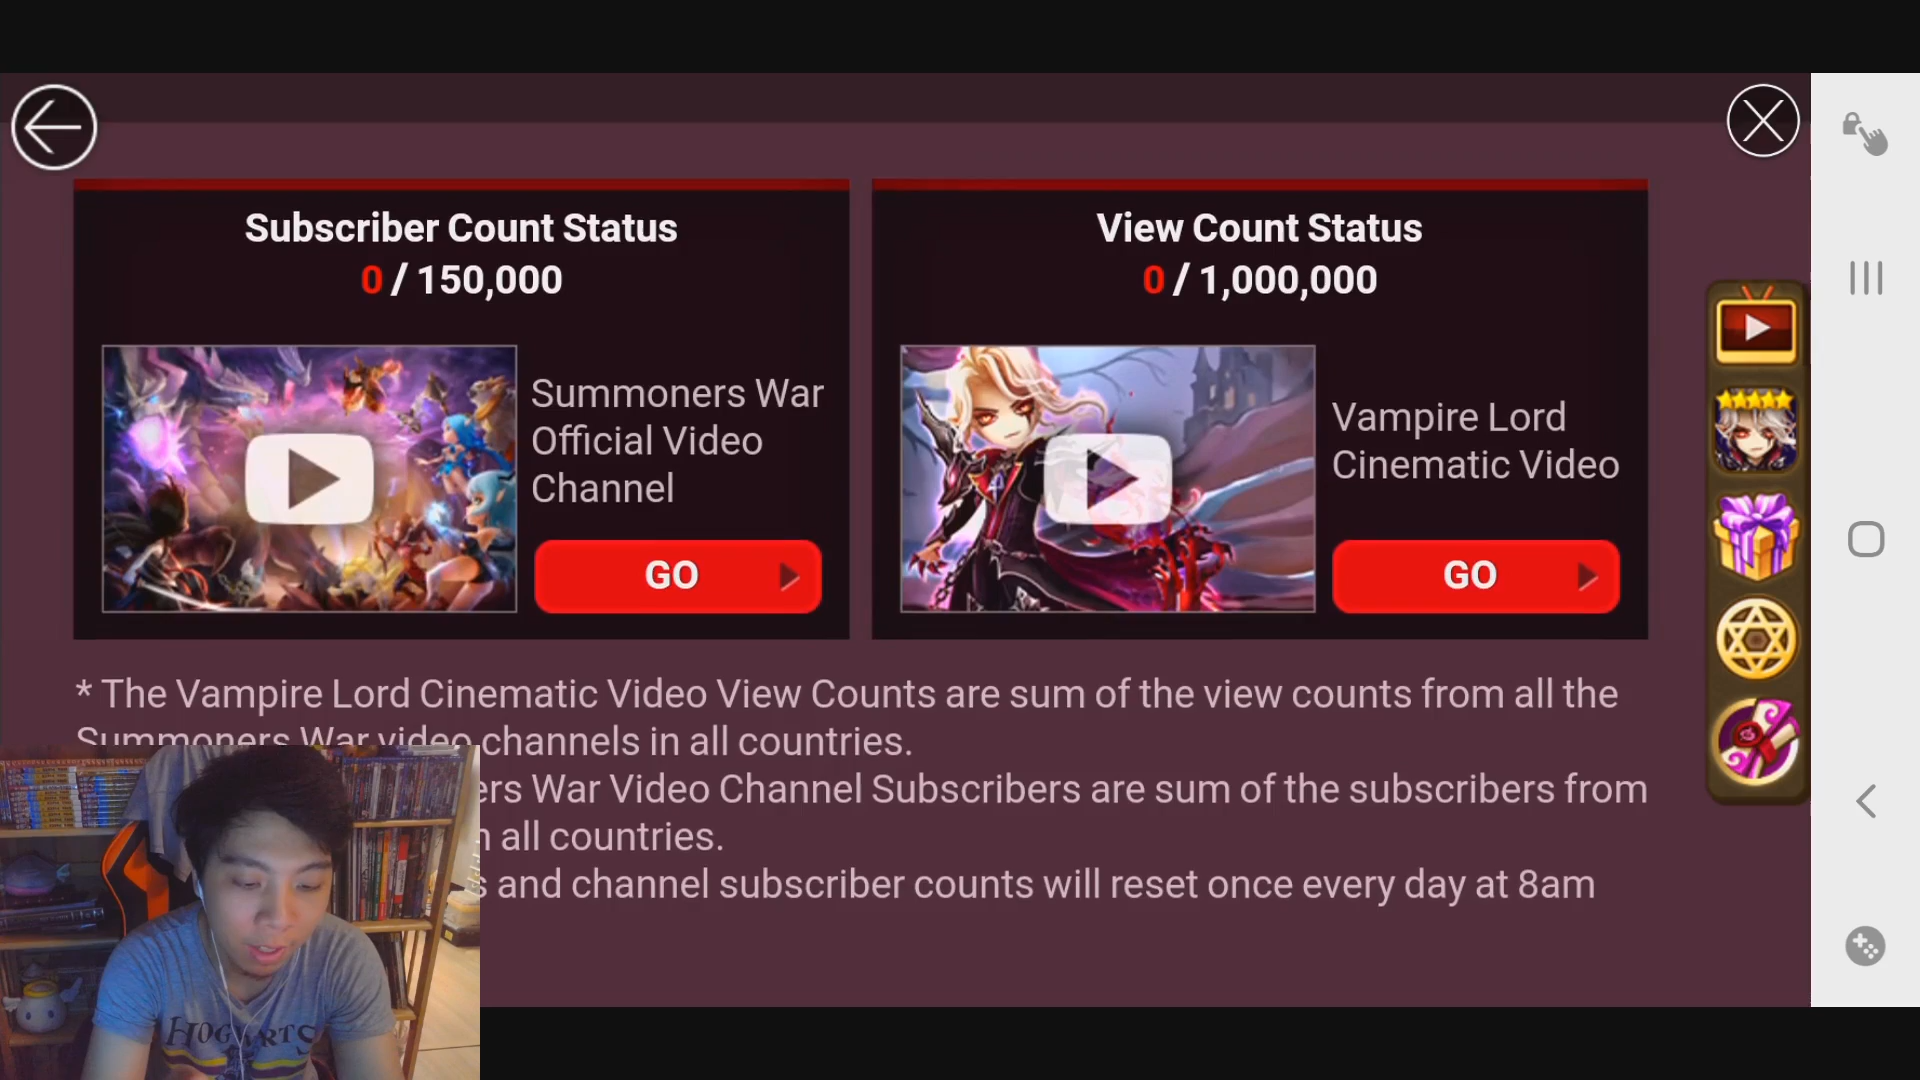 Subscriber Count Status
0 / 150,000
Summoners War
Official Video
Channel
GO
View Count Status
0 / 1,000,000
Vampire Lord
Cinematic Video
GO
* The Vampire Lord Cinematic Video View Counts are sum of the view counts from all the
Summoners War video channels in all countries.
War Video Channel Subscribers are sum of the subscribers from
all countries.
and channel subscriber counts will reset once every day at 8am